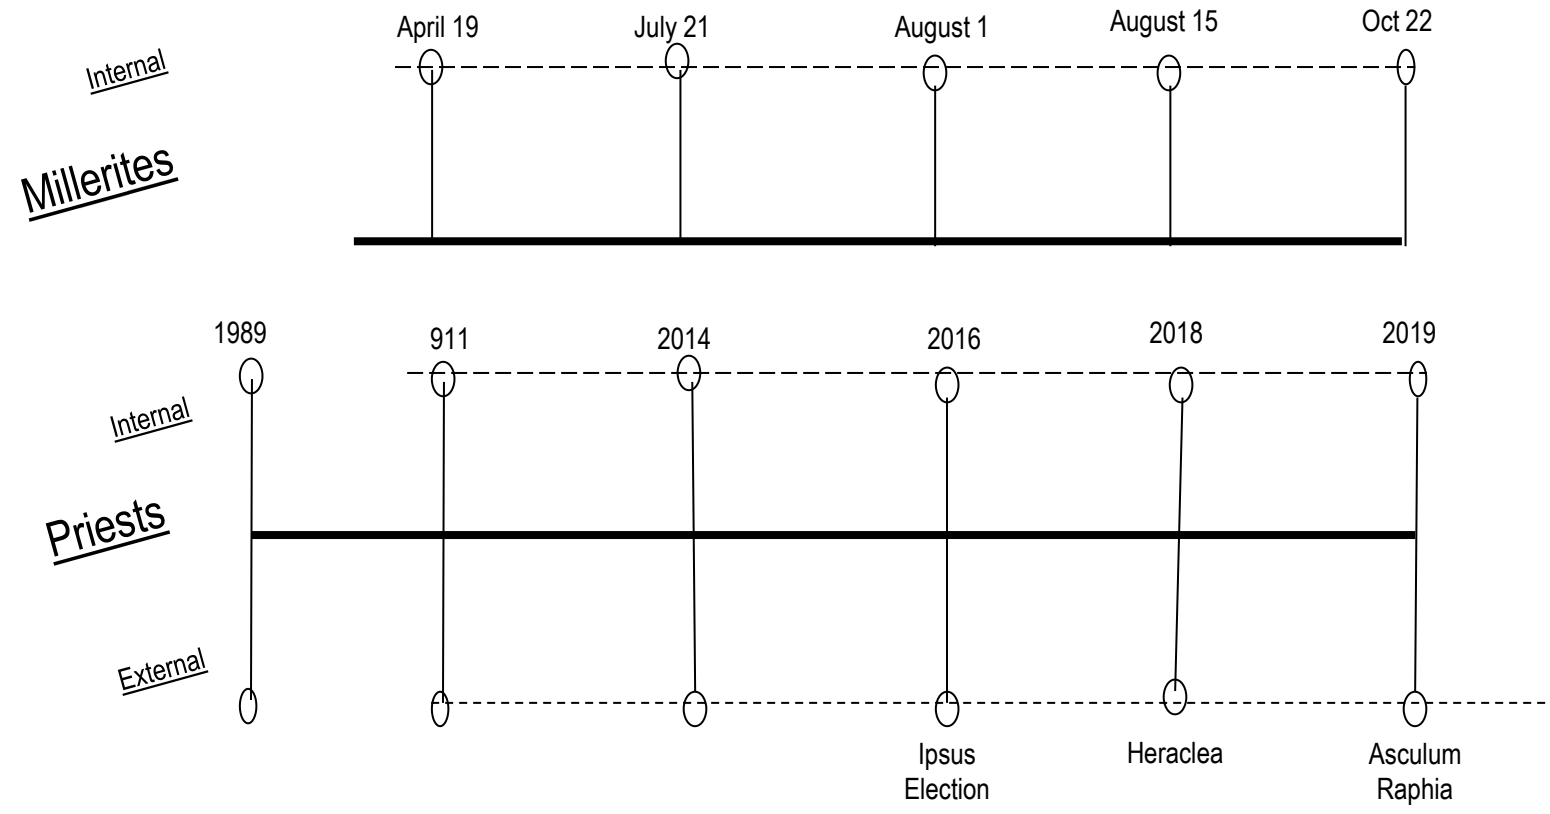 April 19
July 21
August 1
August 15
Oct 22
Internal
Millerites
1989
911
2014
2016
2018
2019
Internal
Priests
External
Ipsus
Election
Heraclea
Asculum
Raphia